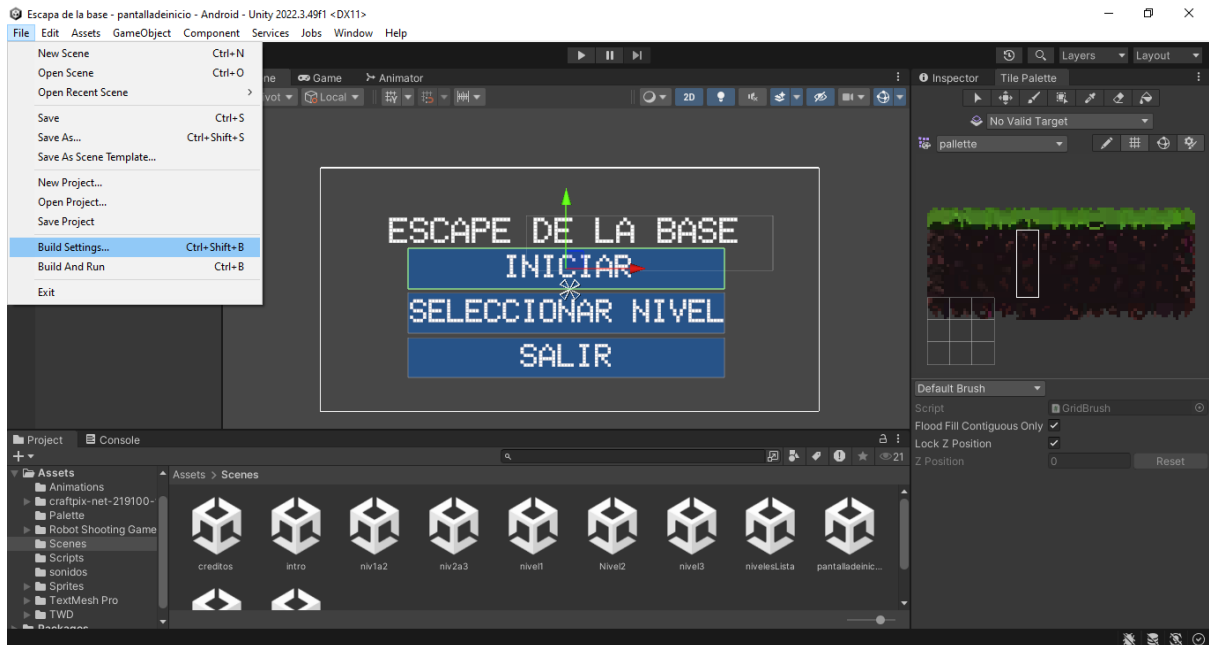 Escapa de la base - pantalladeinicio - Android - Unity 2022.3.49f1 <DX11>
File Edit Assets GameObject Component Services Jobs Window Help
New Scene Ctrl+N
Open Scene Ctrl+O
Open Recent Scene >
Save Ctrl+S
Save As... Ctrl+Shift+S
Save As Scene Template...
New Project...
Open Project...
Save Project
Build Settings... Ctrl+Shift+B
Build And Run Ctrl+B
Exit
Layers Layout
ne Game Animator
vot Local 2D
ESCAPE DE LA BASE
INICIAR
SELECCIONAR NIVEL
SALIR
Inspector Tile Palette
No Valid Target
pallette
Default Brush
Script GridBrush
Flood Fill Contiguous Only
Lock Z Position
Z Position 0 Reset
Project Console
21
Assets
Animations
craftpix-net-219100-
Palette
Robot Shooting Game
Scenes
Scripts
sonidos
Sprites
TextMesh Pro
TWD
Packages
Assets > Scenes
creditos intro niv1a2 niv2a3 nivel1 Nivel2 nivel3 nivelesLista pantalladeinic...